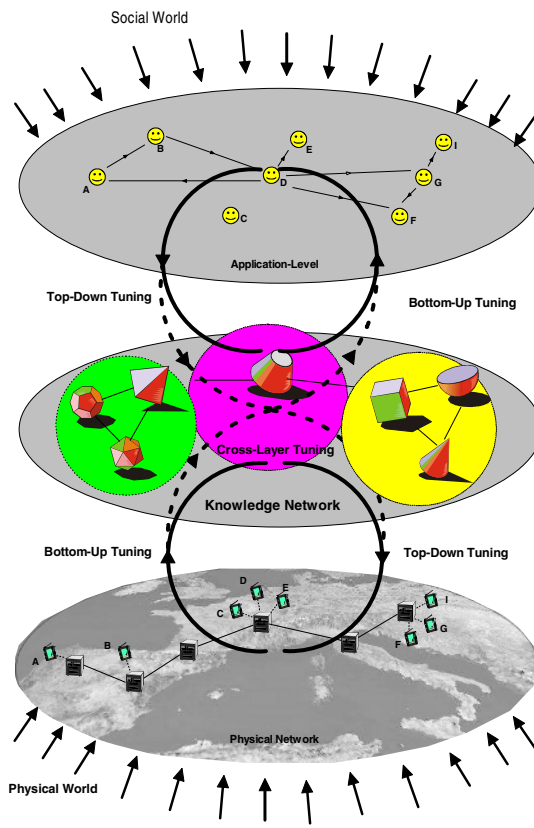 Social World
B
E
I
A
D
G
C
F
Application-Level
Top-Down Tuning
Bottom-Up Tuning
Cross-Layer Tuning
Knowledge Network
Bottom-Up Tuning
Top-Down Tuning
D
E
C
I
B
G
F
A
Physical Network
Physical World